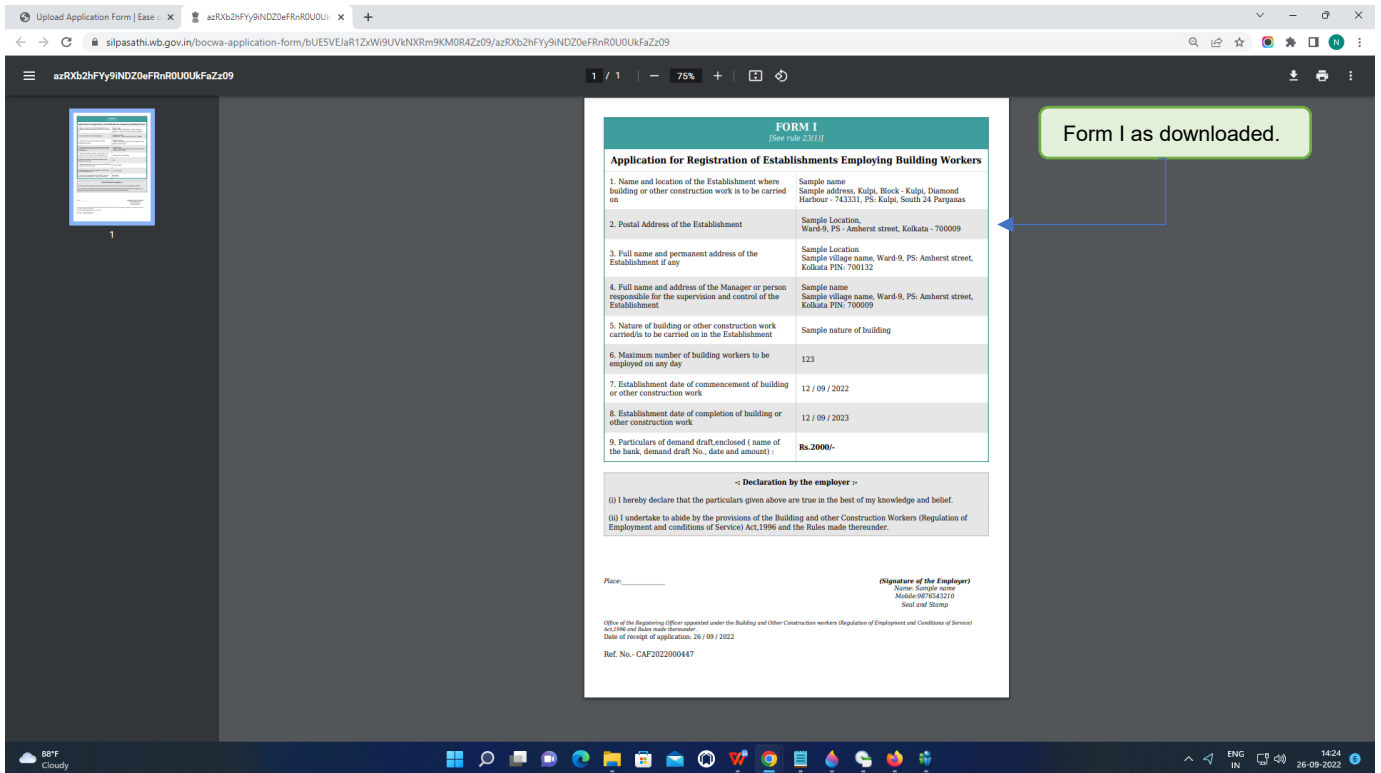 Upload Application Form | Ease
azRXb2hFYy9iNDZ0eFRnR0U0Uk
silpasathi.wb.gov.in/bocwa-application-form/bUE5VEJaR1ZxWi9UVkNXRm9KM0R4Zz09/azRXb2hFYy9iNDZ0eFRnR0U0UkFaZz09
N
azRXb2hFYy9iNDZ0eFRnR0U0UkFaZz09
1 / 1
75%
1
Form I as downloaded.
FORM I
[See rule 23(1)]
Application for Registration of Establishments Employing Building Workers
1. Name and location of the Establishment where
building or other construction work is to be carried
on
Sample name
Sample address, Kulpi, Block - Kulpi, Diamond
Harbour - 743331, PS: Kulpi, South 24 Parganas
2. Postal Address of the Establishment
Sample Location,
Ward-9, PS - Amherst street, Kolkata - 700009
3. Full name and permanent address of the
Establishment if any
Sample Location
Sample village name, Ward-9, PS: Amherst street,
Kolkata PIN: 700132
4. Full name and address of the Manager or person
responsible for the supervision and control of the
Establishment
Sample name
Sample village name, Ward-9, PS: Amherst street,
Kolkata PIN: 700009
5. Nature of building or other construction work
carried/is to be carried on in the Establishment
Sample nature of building
6. Maximum number of building workers to be
employed on any day
123
7. Establishment date of commencement of building
or other construction work
12 / 09 / 2022
8. Establishment date of completion of building or
other construction work
12 / 09 / 2023
9. Particulars of demand draft,enclosed ( name of
the bank, demand draft No., date and amount) :
Rs.2000/-
-: Declaration by the employer :-
(i) I hereby declare that the particulars given above are true in the best of my knowledge and belief.
(ii) I undertake to abide by the provisions of the Building and other Construction Workers (Regulation of
Employment and conditions of Service) Act,1996 and the Rules made thereunder.
Place:____________
(Signature of the Employer)
Name: Sample name
Mobile:9876543210
Seal and Stamp
Office of the Registering Officer appointed under the Building and Other Construction workers (Regulation of Employment and Conditions of Service)
Act,1996 and Rules made thereunder.
Date of receipt of application: 26 / 09 / 2022
Ref. No.- CAF2022000447
88°F
Cloudy
ENG
IN
14:24
26-09-2022
6